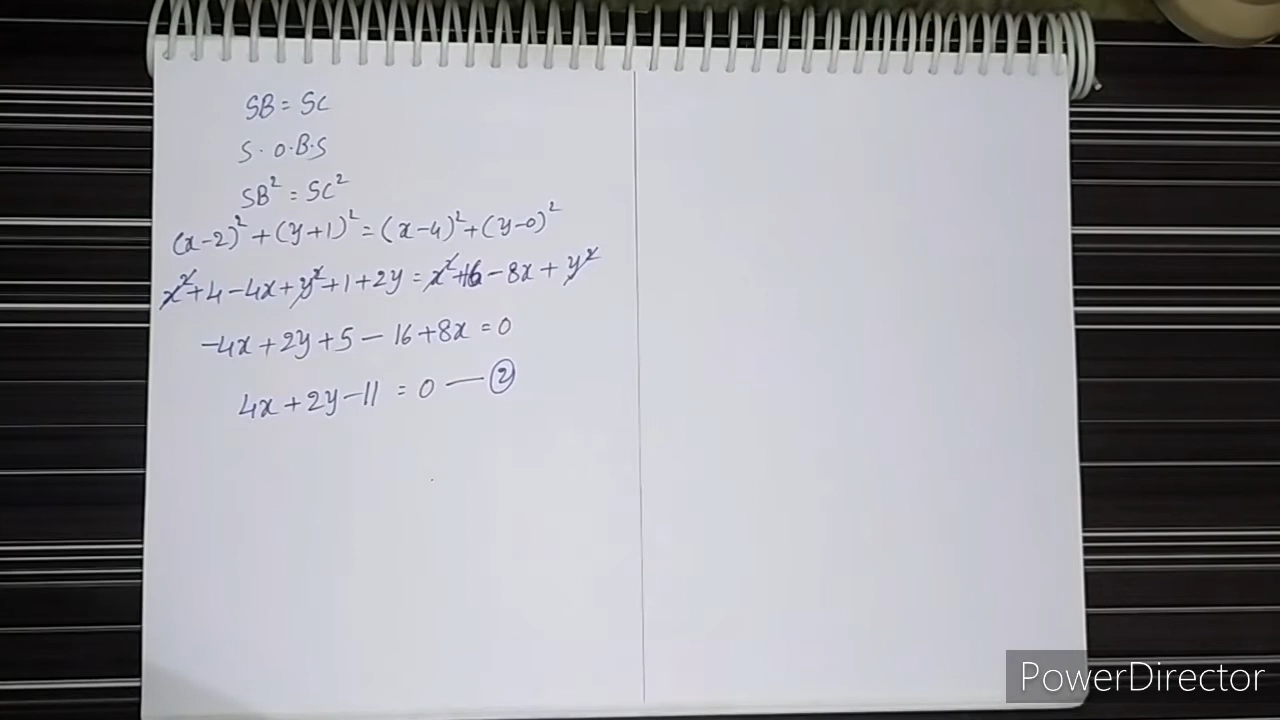 SB = SC
S. O. B. S
SB² = SC²
(x-2)² + (y+1)² = (x-4)² + (y-0)²
x² + 4 - 4x + y² + 1 + 2y = x² + 16 - 8x + y²
-4x + 2y + 5 - 16 + 8x = 0
4x + 2y - 11 = 0 — ②
PowerDirector